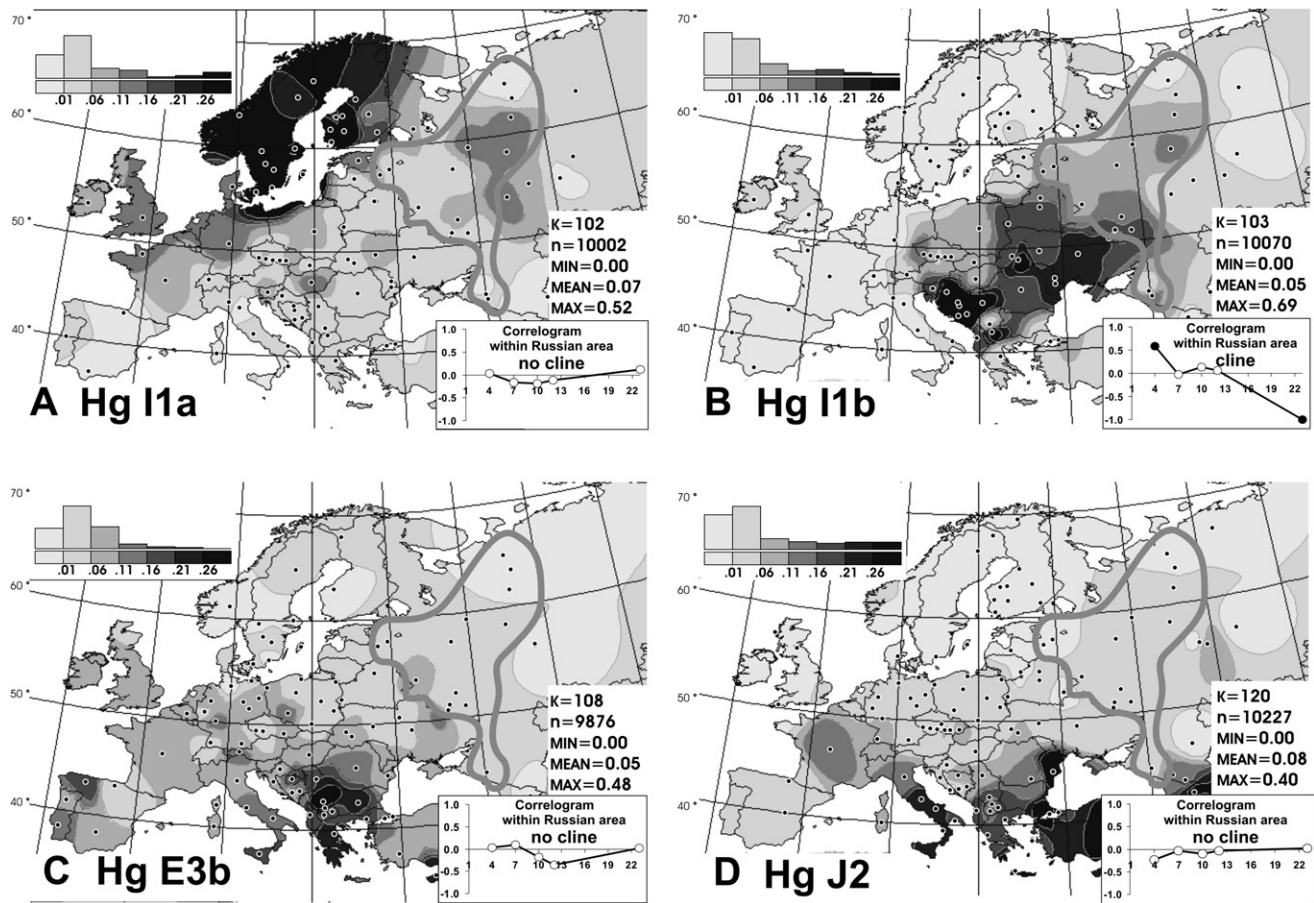 70°
60°
50°
40°
.01 .06 .11 .16 .21 .26
K=102
n=10002
MIN=0.00
MEAN=0.07
MAX=0.52
Correlogram
within Russian area
no cline
1.0
0.5
0.0
-0.5
-1.0
1 4 7 10 13 16 19 22
A Hg I1a
70°
60°
50°
40°
.01 .06 .11 .16 .21 .26
K=103
n=10070
MIN=0.00
MEAN=0.05
MAX=0.69
Correlogram
within Russian area
cline
1.0
0.5
0.0
-0.5
-1.0
1 4 7 10 13 16 19 22
B Hg I1b
70°
60°
50°
40°
.01 .06 .11 .16 .21 .26
K=108
n=9876
MIN=0.00
MEAN=0.05
MAX=0.48
Correlogram
within Russian area
no cline
1.0
0.5
0.0
-0.5
-1.0
1 4 7 10 13 16 19 22
C Hg E3b
70°
60°
50°
40°
.01 .06 .11 .16 .21 .26
K=120
n=10227
MIN=0.00
MEAN=0.08
MAX=0.40
Correlogram
within Russian area
no cline
1.0
0.5
0.0
-0.5
-1.0
1 4 7 10 13 16 19 22
D Hg J2